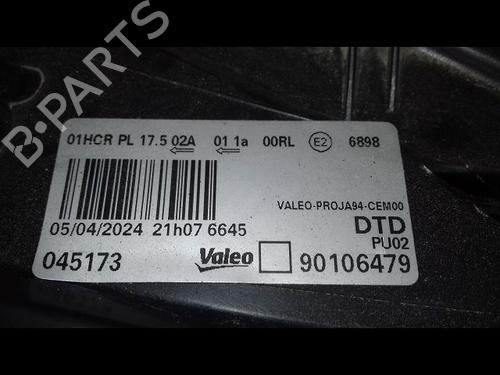 01HCR PL 17.5 02A 01 1a 00RL E2 6898
VALEO-PROJA94-CEM00
05/04/2024 21h07 6645
DTD
PU02
045173 Valeo 90106479